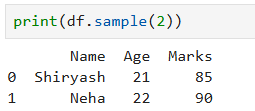 print(df.sample(2))
Name Age Marks
0 Shiryash 21 85
1 Neha 22 90